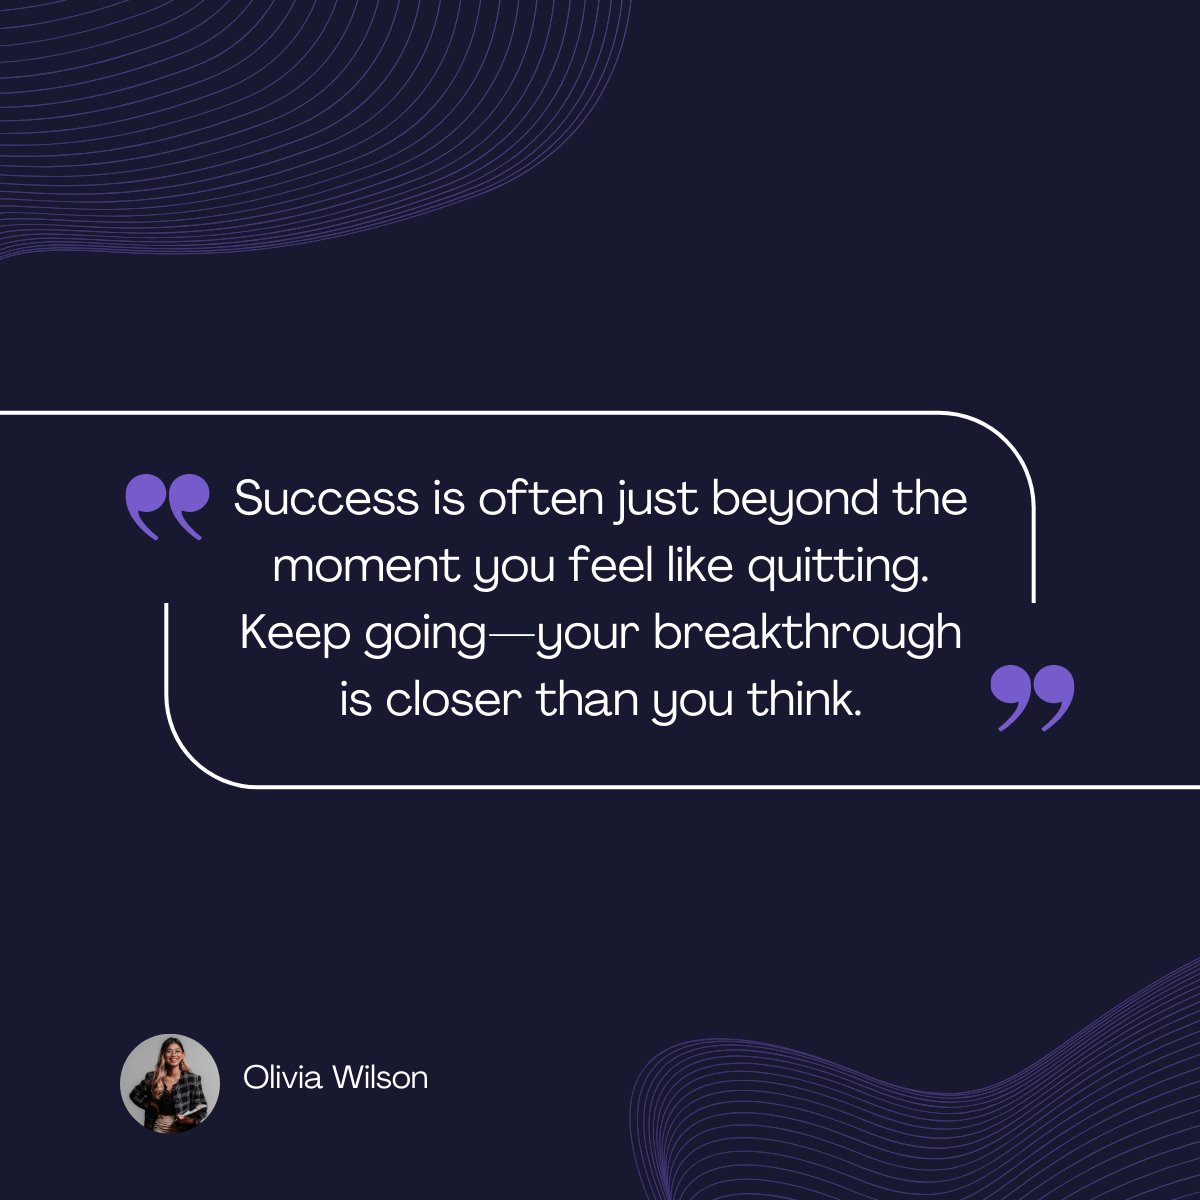 Success is often just beyond the
moment you feel like quitting.
Keep going—your breakthrough
is closer than you think.
Olivia Wilson